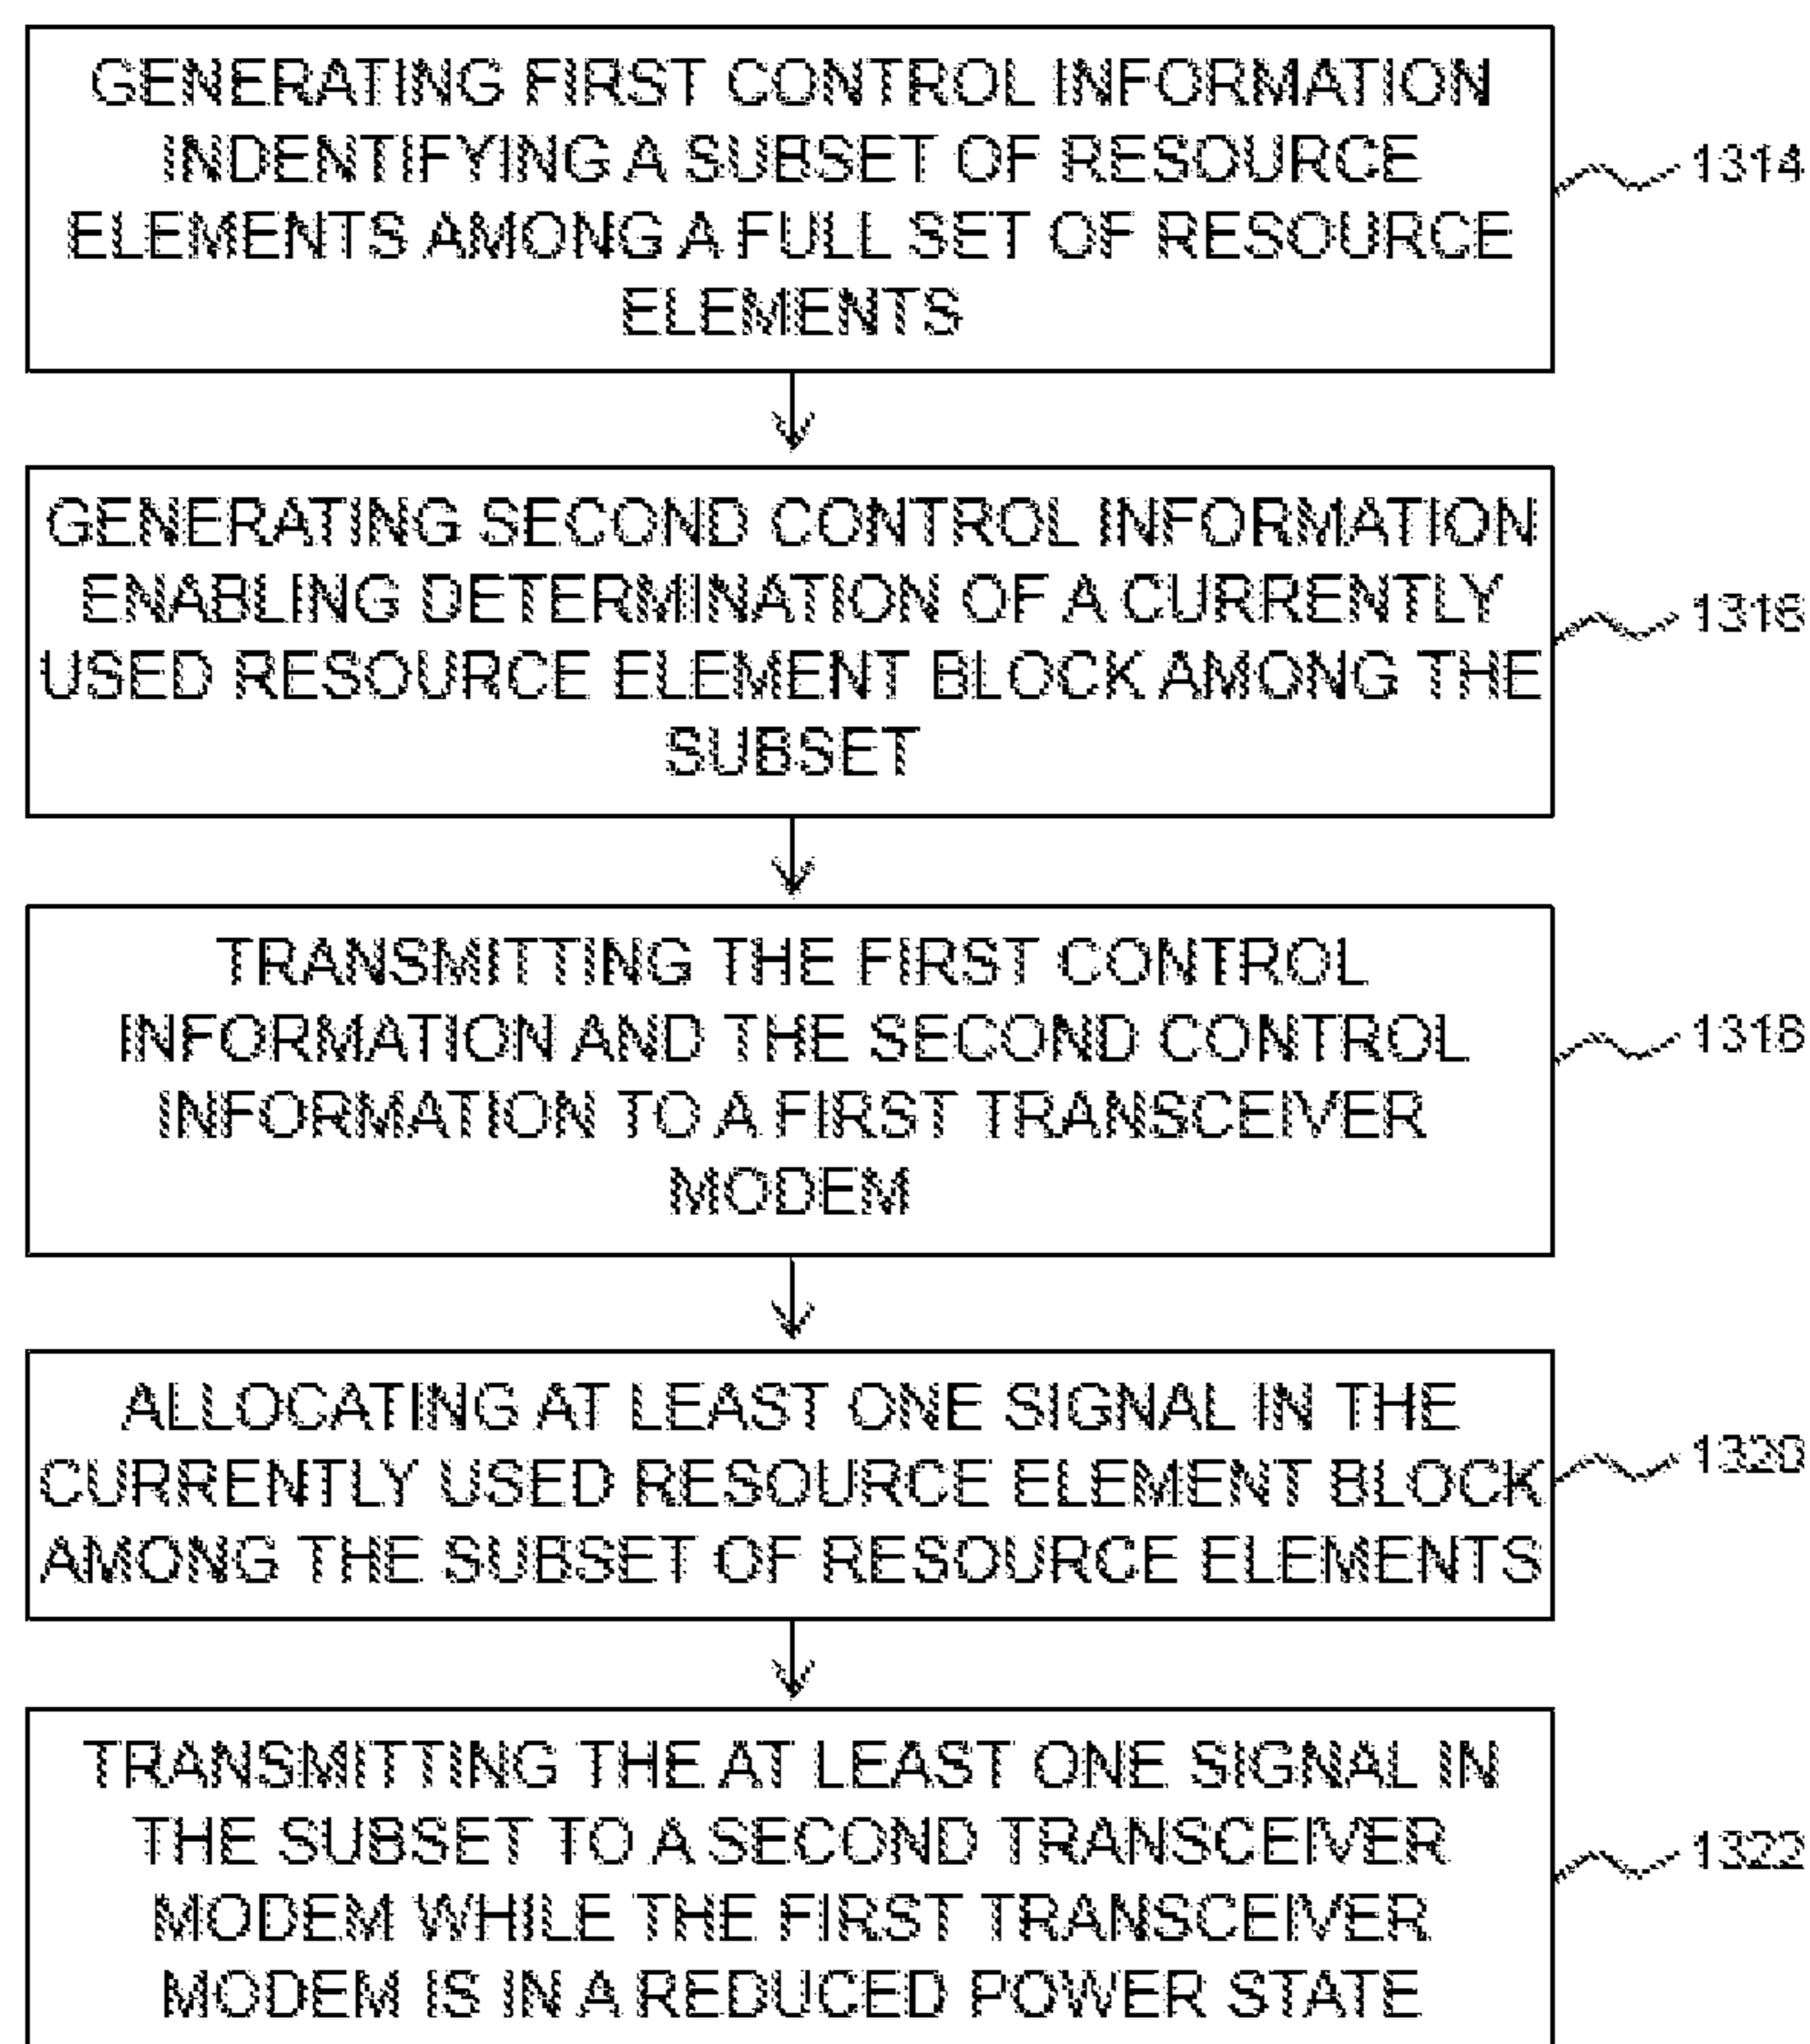 GENERATING FIRST CONTROL INFORMATION
INDENTIFYING A SUBSET OF RESOURCE
ELEMENTS AMONG A FULL SET OF RESOURCE
ELEMENTS
1314
GENERATING SECOND CONTROL INFORMATION
ENABLING DETERMINATION OF A CURRENTLY
USED RESOURCE ELEMENT BLOCK AMONG THE
SUBSET
1316
TRANSMITTING THE FIRST CONTROL
INFORMATION AND THE SECOND CONTROL
INFORMATION TO A FIRST TRANSCEIVER
MODEM
1318
ALLOCATING AT LEAST ONE SIGNAL IN THE
CURRENTLY USED RESOURCE ELEMENT BLOCK
AMONG THE SUBSET OF RESOURCE ELEMENTS
1320
TRANSMITTING THE AT LEAST ONE SIGNAL IN
THE SUBSET TO A SECOND TRANSCEIVER
MODEM WHILE THE FIRST TRANSCEIVER
MODEM IS IN A REDUCED POWER STATE
1322